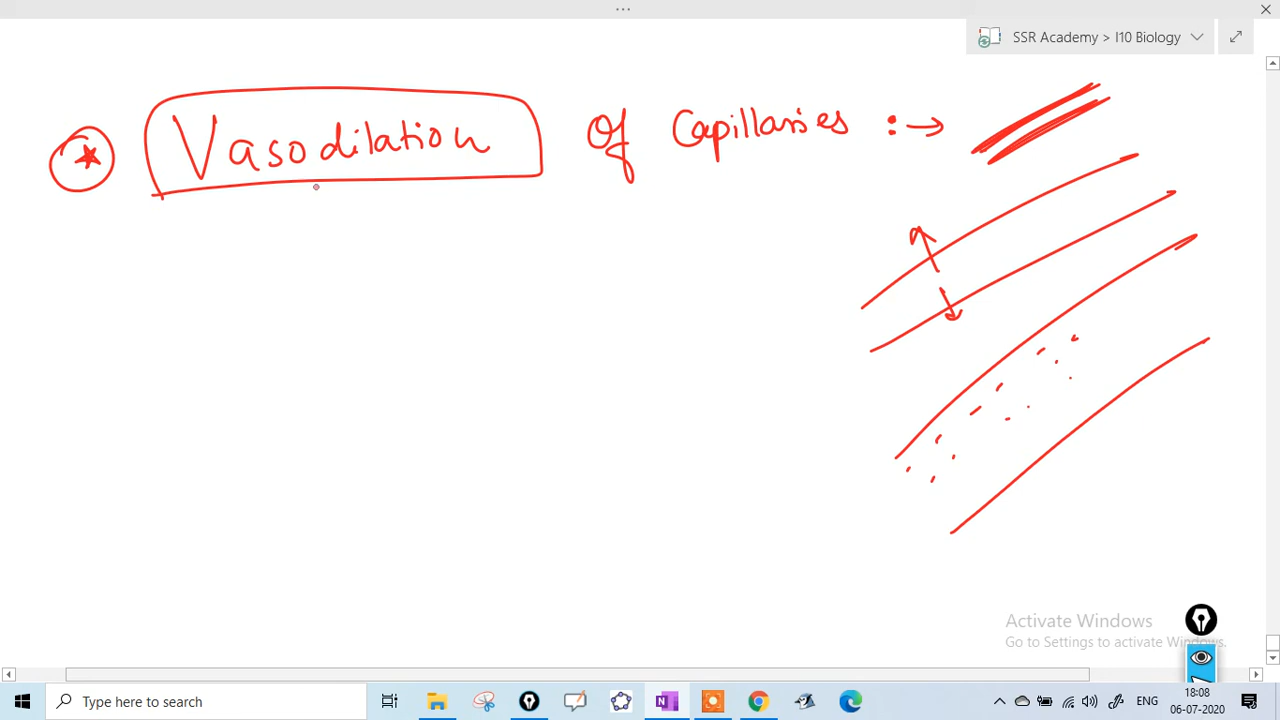 ...
SSR Academy > I10 Biology
Vasodilation Of Capillaries :→
Activate Windows
Go to Settings to activate Windows.
Type here to search
ENG
18:08
06-07-2020